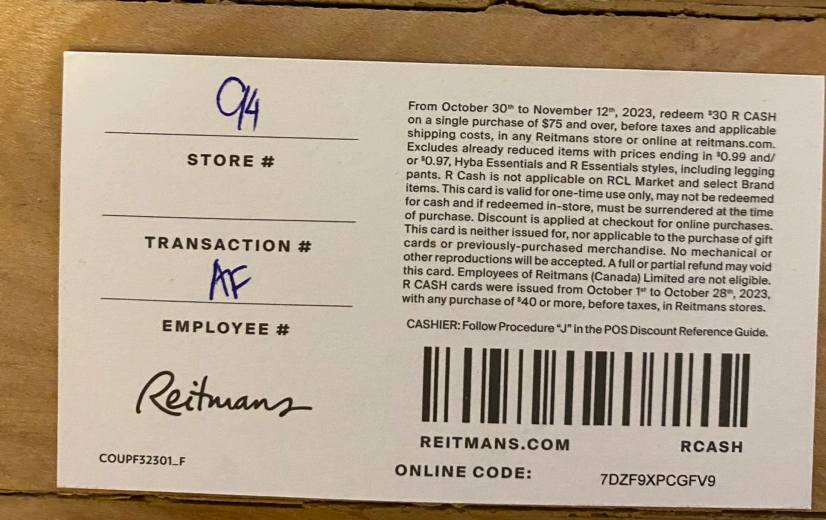 94
STORE #
TRANSACTION #
AF
EMPLOYEE #
Reitmans
COUPF32301_F
From October 30th to November 12th, 2023, redeem $30 R CASH
on a single purchase of $75 and over, before taxes and applicable
shipping costs, in any Reitmans store or online at reitmans.com.
Excludes already reduced items with prices ending in $0.99 and/
or $0.97, Hyba Essentials and R Essentials styles, including legging
pants. R Cash is not applicable on RCL Market and select Brand
items. This card is valid for one-time use only, may not be redeemed
for cash and if redeemed in-store, must be surrendered at the time
of purchase. Discount is applied at checkout for online purchases.
This card is neither issued for, nor applicable to the purchase of gift
cards or previously-purchased merchandise. No mechanical or
other reproductions will be accepted. A full or partial refund may void
this card. Employees of Reitmans (Canada) Limited are not eligible.
R CASH cards were issued from October 1st to October 28th, 2023,
with any purchase of $40 or more, before taxes, in Reitmans stores.
CASHIER: Follow Procedure “J” in the POS Discount Reference Guide.
REITMANS.COM RCASH
ONLINE CODE: 7DZF9XPCGFV9